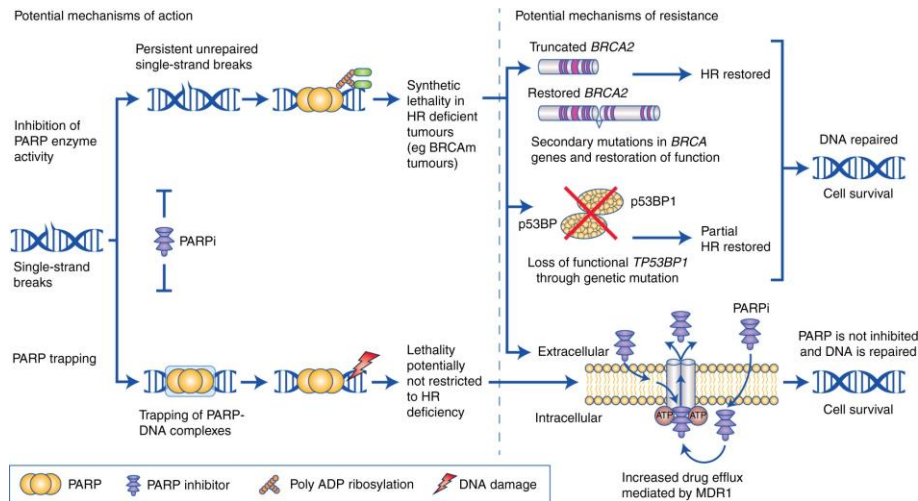 Potential mechanisms of action
Persistent unrepaired
single-strand breaks
Inhibition of
PARP enzyme
activity
Synthetic
lethality in
HR deficient
tumours
(eg BRCAm
tumours)
PARPi
Single-strand
breaks
PARP trapping
Trapping of PARP-
DNA complexes
Lethality
potentially
not restricted
to HR
deficiency
Potential mechanisms of resistance
Truncated BRCA2
HR restored
Restored BRCA2
Secondary mutations in BRCA
genes and restoration of function
p53BP1
p53BP
Partial
HR restored
Loss of functional TP53BP1
through genetic mutation
DNA repaired
Cell survival
PARPi
Extracellular
Intracellular
ATP
ATP
Increased drug efflux
mediated by MDR1
PARP is not inhibited
and DNA is repaired
Cell survival
PARP
PARP inhibitor
Poly ADP ribosylation
DNA damage